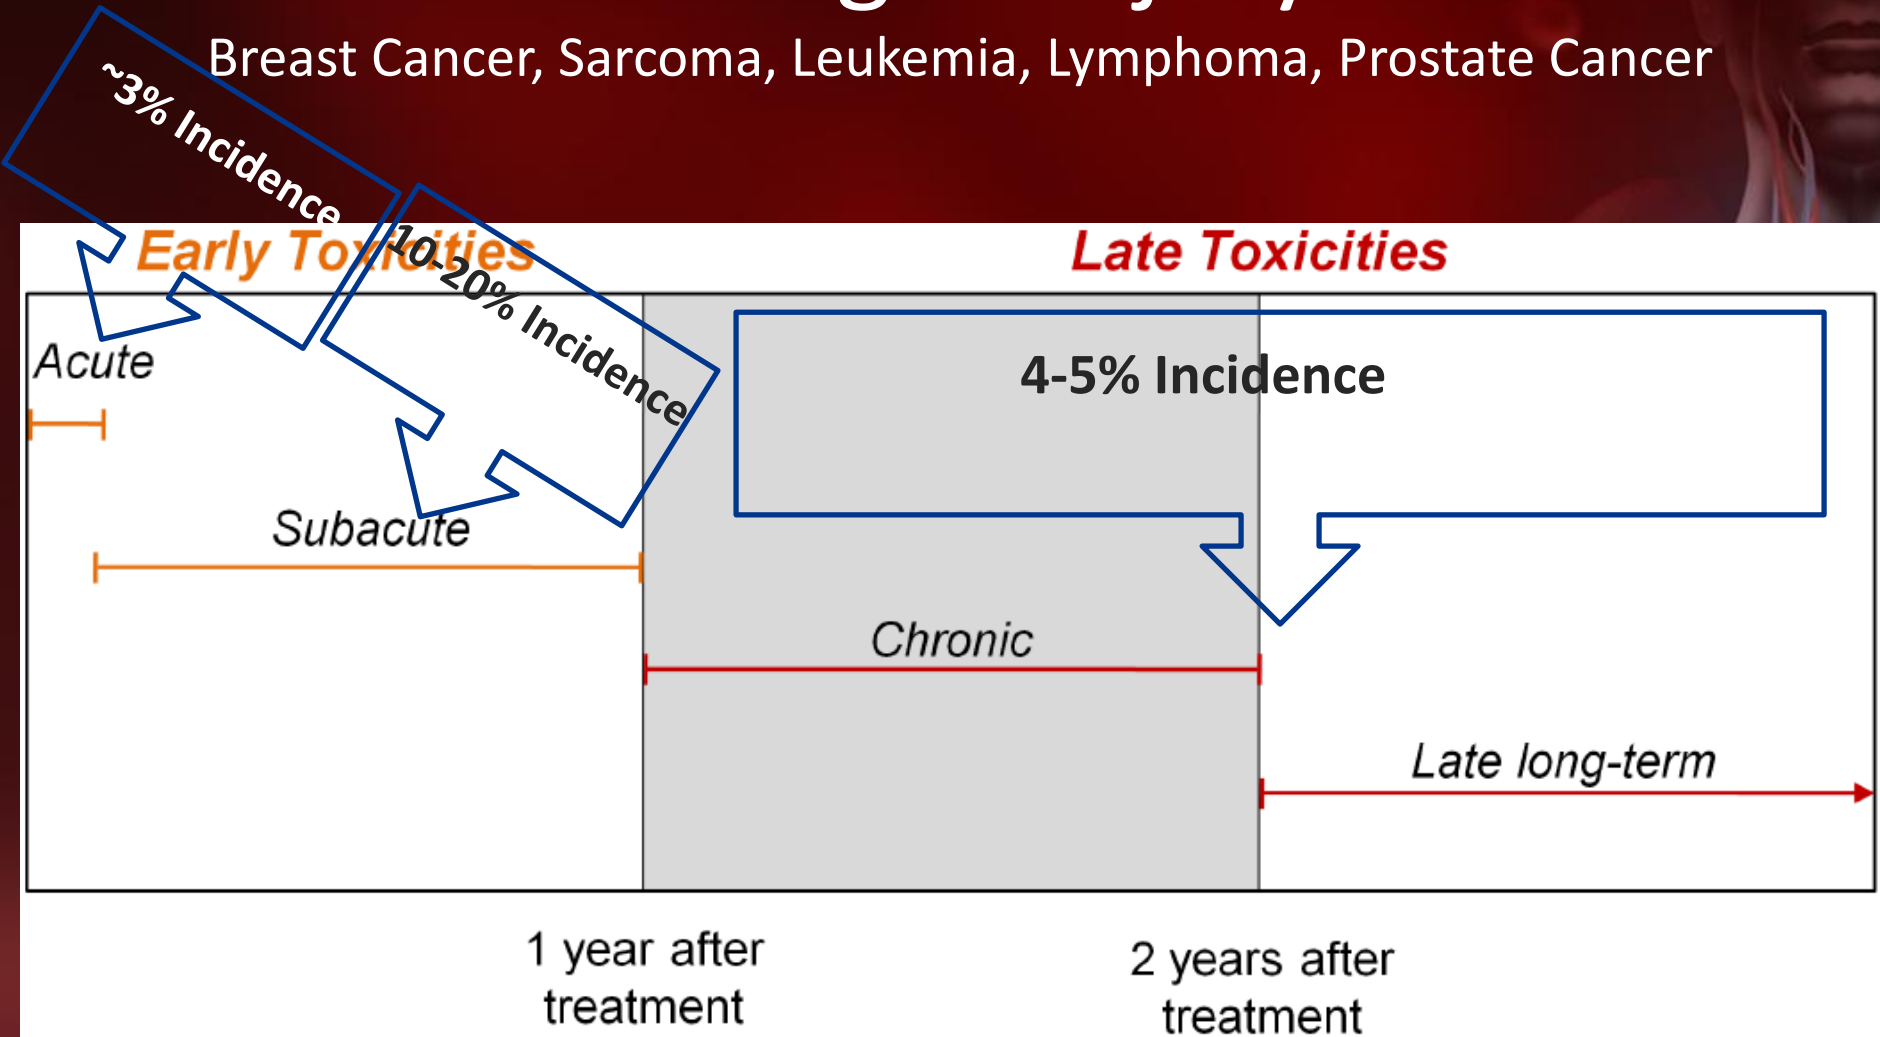 Breast Cancer, Sarcoma, Leukemia, Lymphoma, Prostate Cancer
~3% Incidence
10-20% Incidence
Early Toxicities
Late Toxicities
4-5% Incidence
Acute
Subacute
Chronic
Late long-term
1 year after
treatment
2 years after
treatment